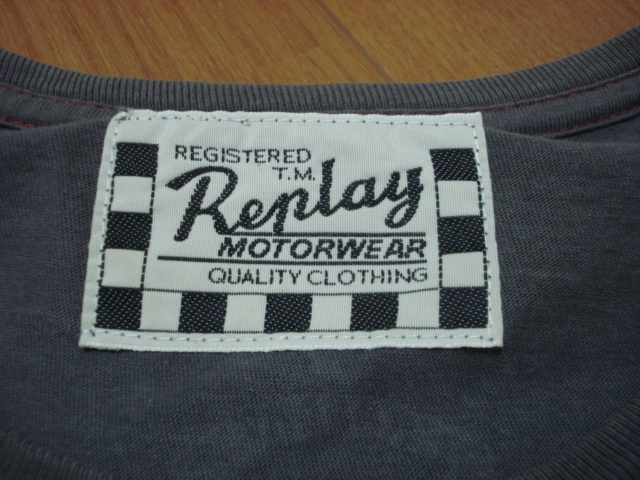 REGISTERED
T.M.
Replay
MOTORWEAR
QUALITY CLOTHING